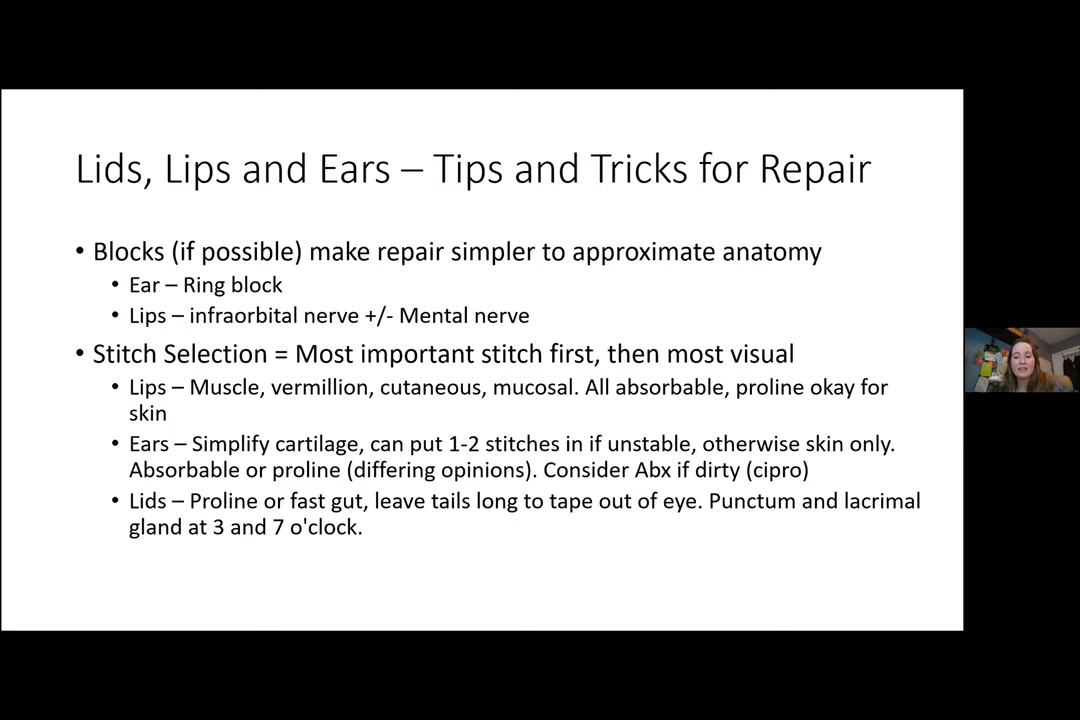 Lids, Lips and Ears – Tips and Tricks for Repair
• Blocks (if possible) make repair simpler to approximate anatomy
• Ear – Ring block
• Lips – infraorbital nerve +/- Mental nerve
• Stitch Selection = Most important stitch first, then most visual
• Lips – Muscle, vermillion, cutaneous, mucosal. All absorbable, proline okay for
skin
• Ears – Simplify cartilage, can put 1-2 stitches in if unstable, otherwise skin only.
Absorbable or proline (differing opinions). Consider Abx if dirty (cipro)
• Lids – Proline or fast gut, leave tails long to tape out of eye. Punctum and lacrimal
gland at 3 and 7 o'clock.